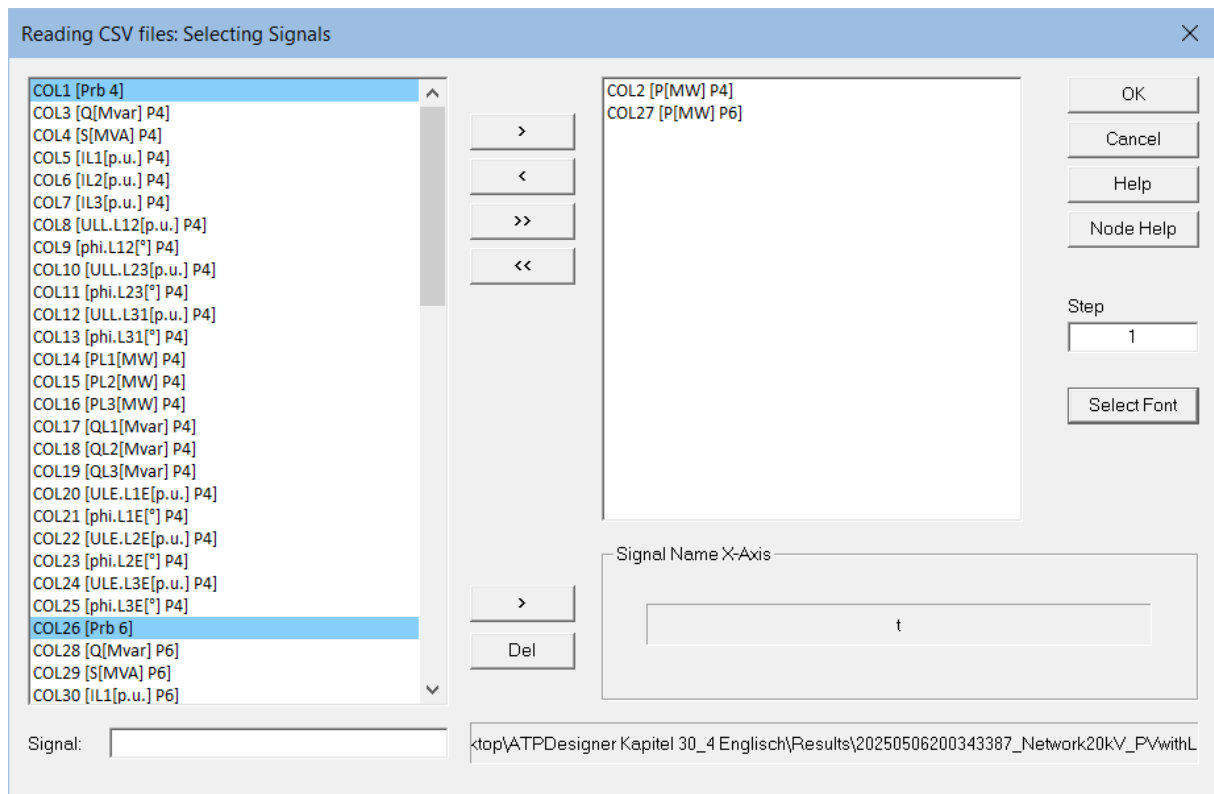 Reading CSV files: Selecting Signals
COL1 [Prb 4]
COL3 [Q[Mvar] P4]
COL4 [S[MVA] P4]
COL5 [IL1[p.u.] P4]
COL6 [IL2[p.u.] P4]
COL7 [IL3[p.u.] P4]
COL8 [ULL.L12[p.u.] P4]
COL9 [phi.L12[°] P4]
COL10 [ULL.L23[p.u.] P4]
COL11 [phi.L23[°] P4]
COL12 [ULL.L31[p.u.] P4]
COL13 [phi.L31[°] P4]
COL14 [PL1[MW] P4]
COL15 [PL2[MW] P4]
COL16 [PL3[MW] P4]
COL17 [QL1[Mvar] P4]
COL18 [QL2[Mvar] P4]
COL19 [QL3[Mvar] P4]
COL20 [ULE.L1E[p.u.] P4]
COL21 [phi.L1E[°] P4]
COL22 [ULE.L2E[p.u.] P4]
COL23 [phi.L2E[°] P4]
COL24 [ULE.L3E[p.u.] P4]
COL25 [phi.L3E[°] P4]
COL26 [Prb 6]
COL28 [Q[Mvar] P6]
COL29 [S[MVA] P6]
COL30 [IL1[p.u.] P6]
Signal:
>
<
>>
<<
>
Del
COL2 [P[MW] P4]
COL27 [P[MW] P6]
Signal Name X-Axis
t
ktop\ATPDesigner Kapitel 30_4 Englisch\Results\20250506200343387_Network20kV_PVwithL
OK
Cancel
Help
Node Help
Step
1
Select Font